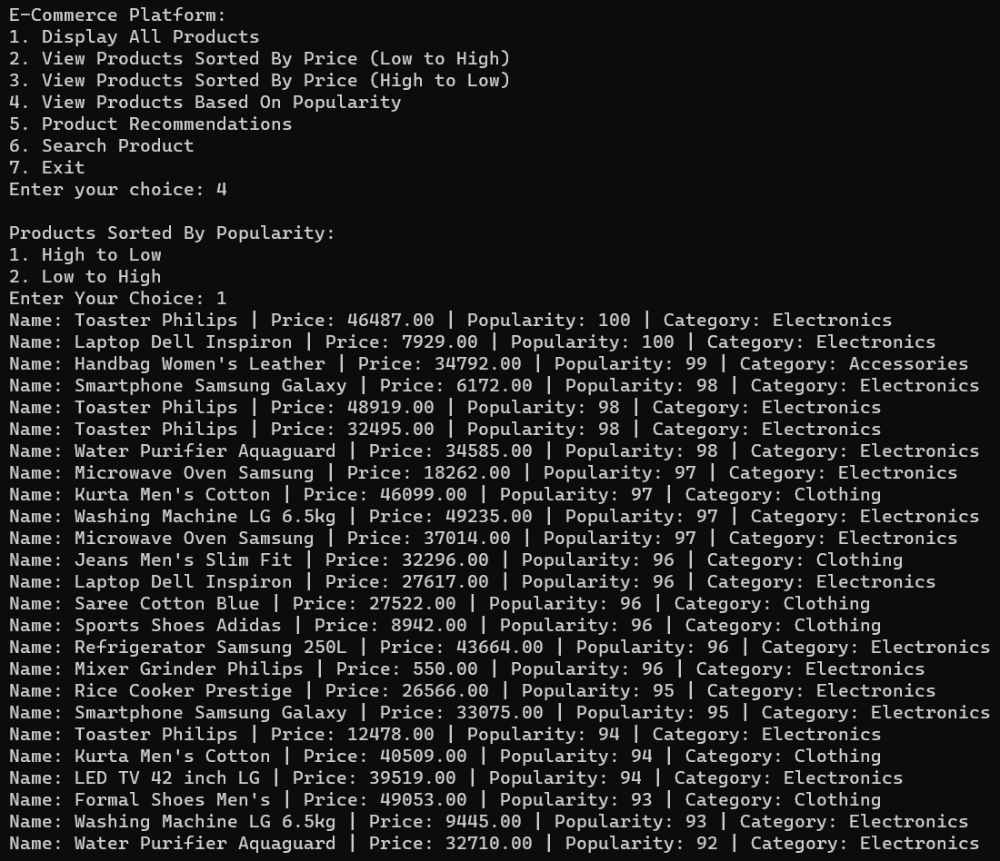 E-Commerce Platform:
1. Display All Products
2. View Products Sorted By Price (Low to High)
3. View Products Sorted By Price (High to Low)
4. View Products Based On Popularity
5. Product Recommendations
6. Search Product
7. Exit
Enter your choice: 4
Products Sorted By Popularity:
1. High to Low
2. Low to High
Enter Your Choice: 1
Name: Toaster Philips | Price: 46487.00 | Popularity: 100 | Category: Electronics
Name: Laptop Dell Inspiron | Price: 7929.00 | Popularity: 100 | Category: Electronics
Name: Handbag Women's Leather | Price: 34792.00 | Popularity: 99 | Category: Accessories
Name: Smartphone Samsung Galaxy | Price: 6172.00 | Popularity: 98 | Category: Electronics
Name: Toaster Philips | Price: 48919.00 | Popularity: 98 | Category: Electronics
Name: Toaster Philips | Price: 32495.00 | Popularity: 98 | Category: Electronics
Name: Water Purifier Aquaguard | Price: 34585.00 | Popularity: 98 | Category: Electronics
Name: Microwave Oven Samsung | Price: 18262.00 | Popularity: 97 | Category: Electronics
Name: Kurta Men's Cotton | Price: 46099.00 | Popularity: 97 | Category: Clothing
Name: Washing Machine LG 6.5kg | Price: 49235.00 | Popularity: 97 | Category: Electronics
Name: Microwave Oven Samsung | Price: 37014.00 | Popularity: 97 | Category: Electronics
Name: Jeans Men's Slim Fit | Price: 32296.00 | Popularity: 96 | Category: Clothing
Name: Laptop Dell Inspiron | Price: 27617.00 | Popularity: 96 | Category: Electronics
Name: Saree Cotton Blue | Price: 27522.00 | Popularity: 96 | Category: Clothing
Name: Sports Shoes Adidas | Price: 8942.00 | Popularity: 96 | Category: Clothing
Name: Refrigerator Samsung 250L | Price: 43664.00 | Popularity: 96 | Category: Electronics
Name: Mixer Grinder Philips | Price: 550.00 | Popularity: 96 | Category: Electronics
Name: Rice Cooker Prestige | Price: 26566.00 | Popularity: 95 | Category: Electronics
Name: Smartphone Samsung Galaxy | Price: 33075.00 | Popularity: 95 | Category: Electronics
Name: Toaster Philips | Price: 12478.00 | Popularity: 94 | Category: Electronics
Name: Kurta Men's Cotton | Price: 40509.00 | Popularity: 94 | Category: Clothing
Name: LED TV 42 inch LG | Price: 39519.00 | Popularity: 94 | Category: Electronics
Name: Formal Shoes Men's | Price: 49053.00 | Popularity: 93 | Category: Clothing
Name: Washing Machine LG 6.5kg | Price: 9445.00 | Popularity: 93 | Category: Electronics
Name: Water Purifier Aquaguard | Price: 32710.00 | Popularity: 92 | Category: Electronics